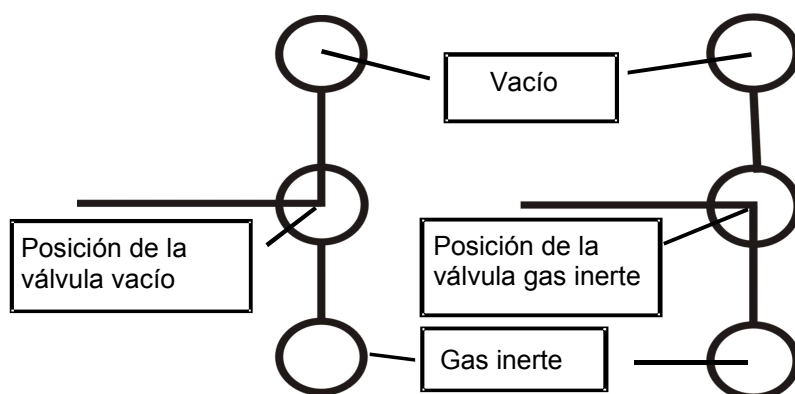 Vacío
Posición de la
válvula vacío
Posición de la
válvula gas inerte
Gas inerte